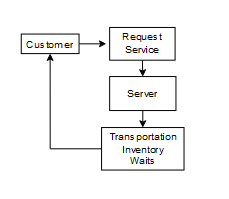 Customer
Request
Service
Server
Transportation
Inventory
Waits